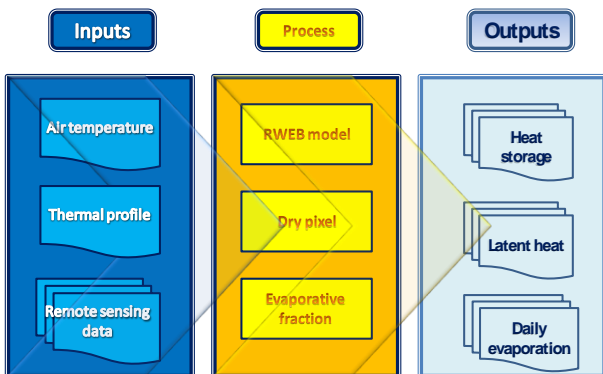 Inputs
Process
Outputs
Air temperature
Thermal profile
Remote sensing
data
RWEB model
Dry pixel
Evaporative
fraction
Heat
storage
Latent heat
Daily
evaporation